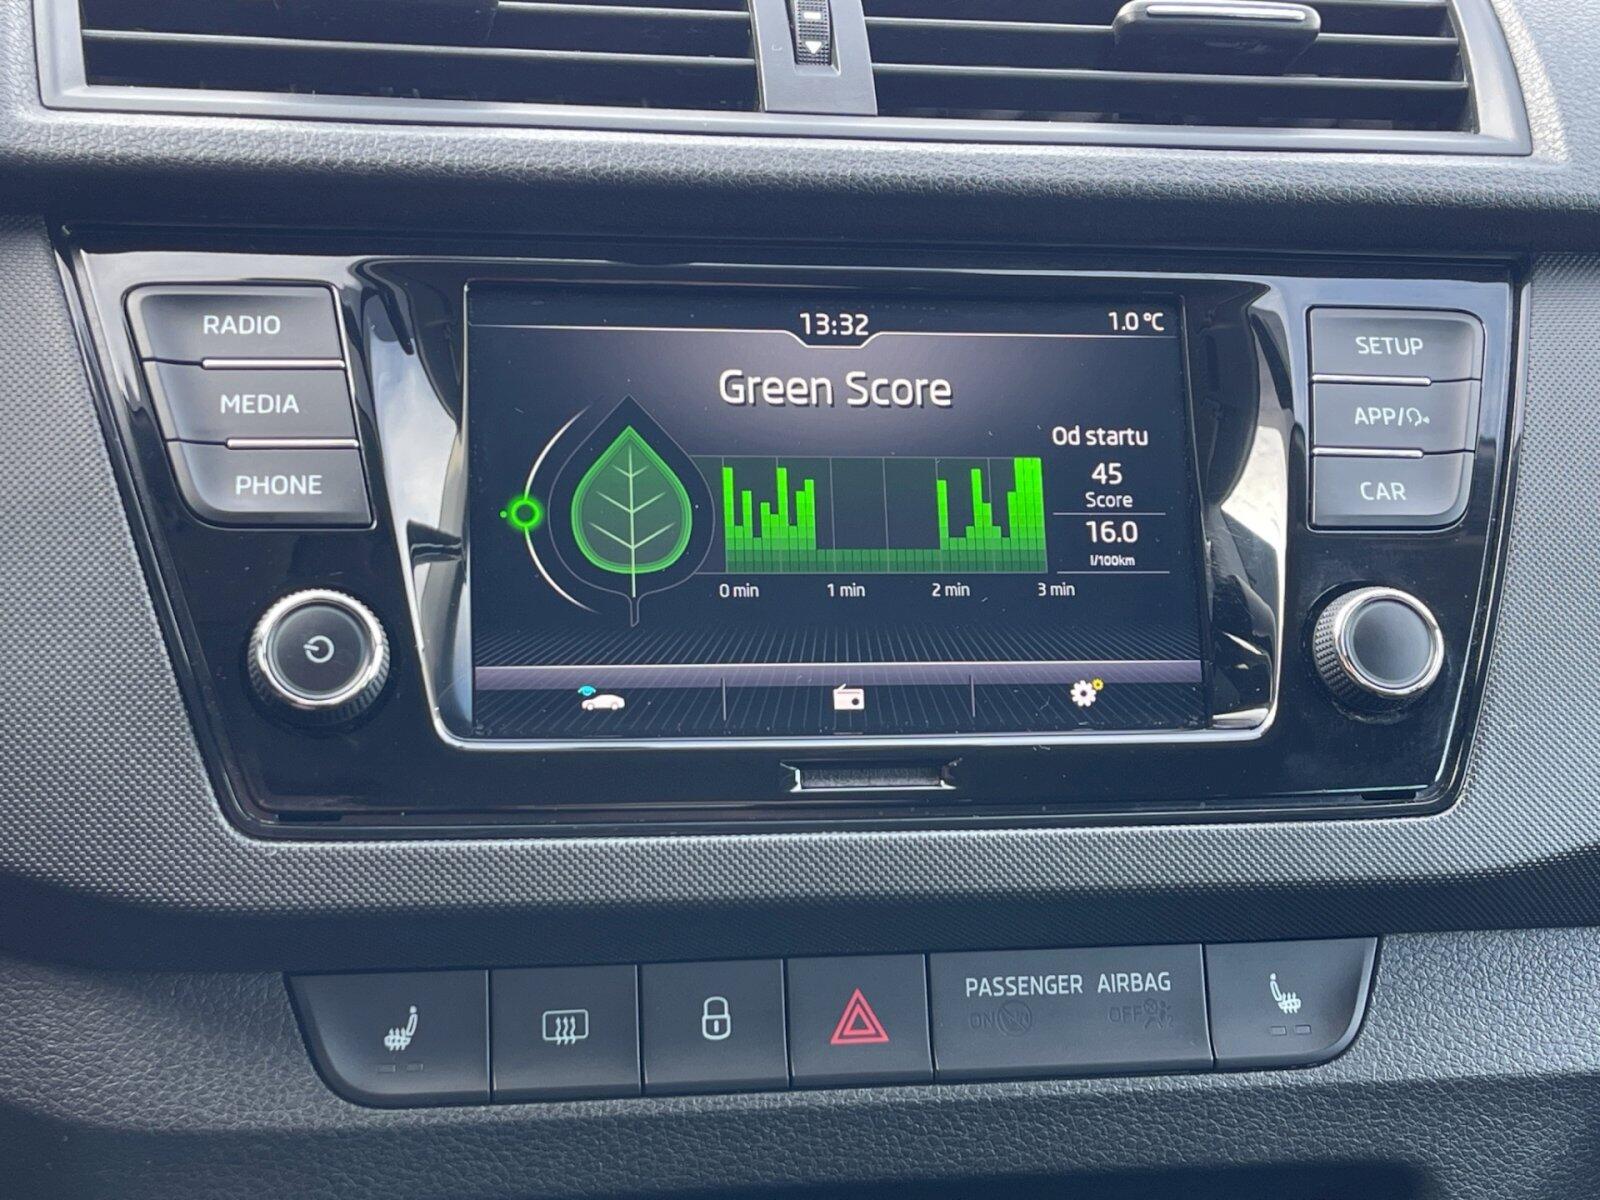 RADIO
MEDIA
PHONE
13:32
1.0 °C
Green Score
Od startu
45
Score
16.0
l/100km
0 min
1 min
2 min
3 min
SETUP
APP/
CAR
PASSENGER AIRBAG
ON
OFF